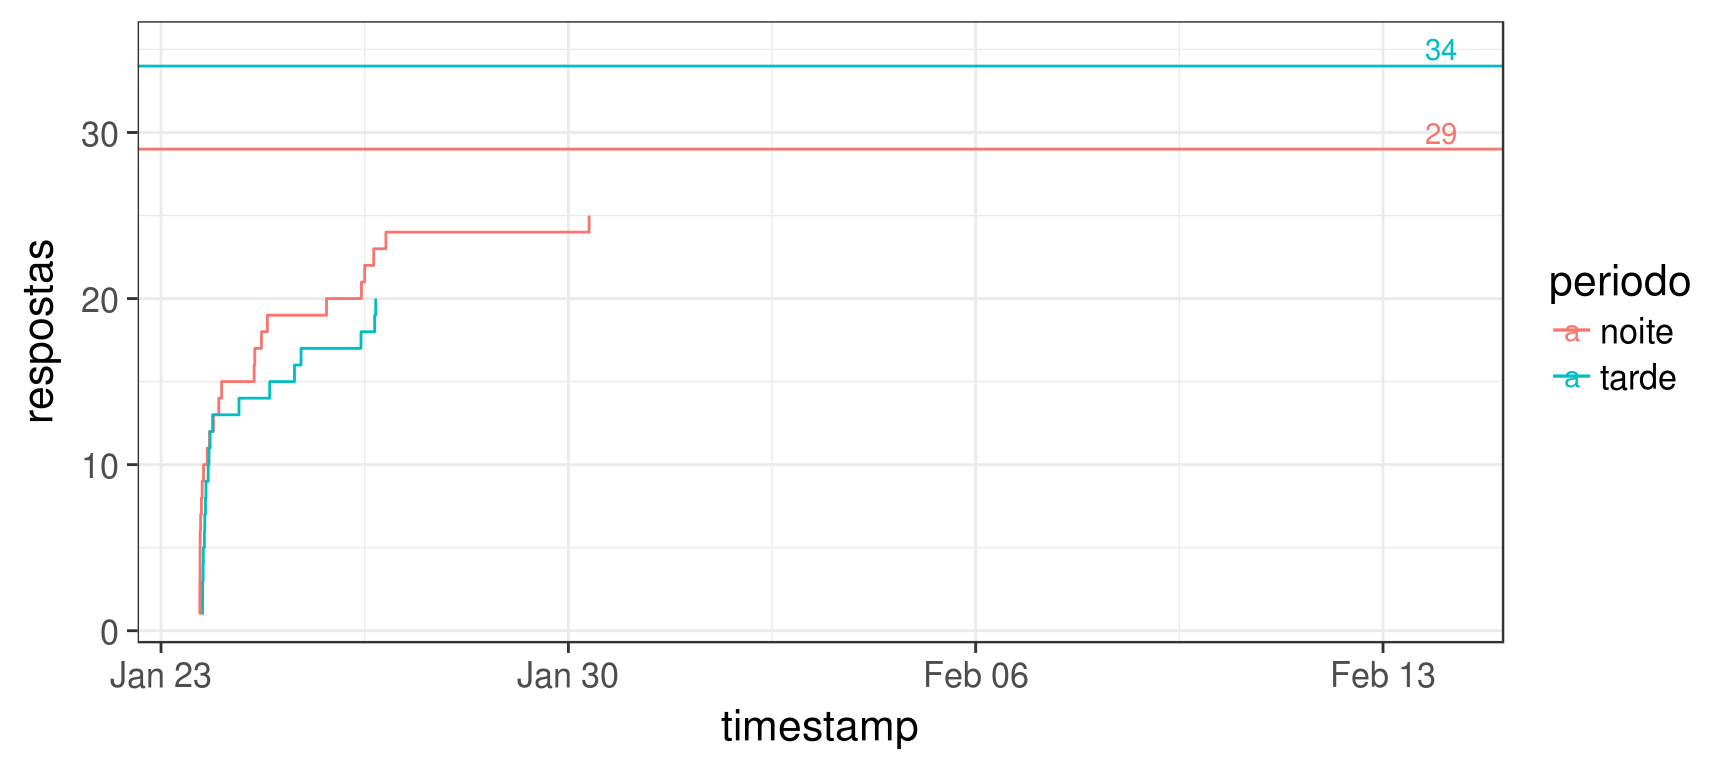 34
29
30
20
10
0
respostas
Jan 23 Jan 30 Feb 06 Feb 13
timestamp
periodo
a noite
a tarde